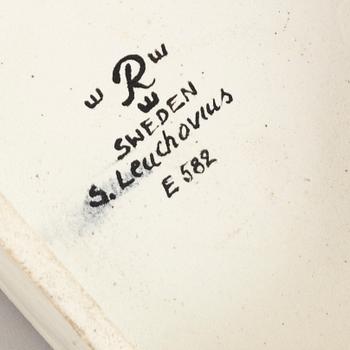 R
SWEDEN
S. Leuchovius
E 582